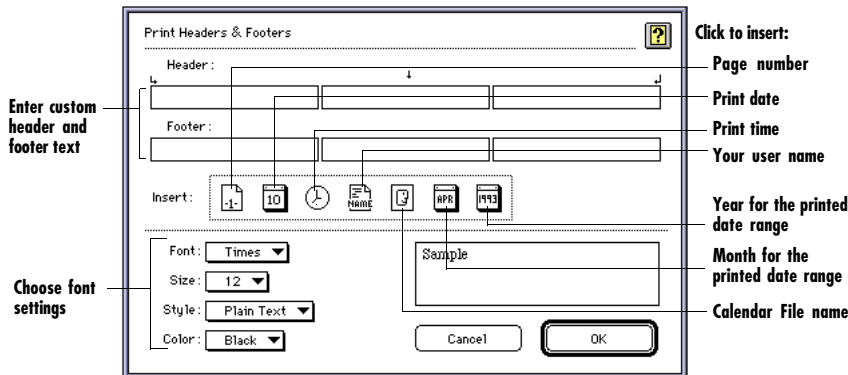 Print Headers & Footers
?
Click to insert:
Header:
Page number
Enter custom
header and
footer text
Print date
Footer:
Print time
Your user name
Insert:
-1-
10
NAME
APR
1993
Year for the printed
date range
Font: Times
Sample
Month for the
printed date range
Size: 12
Choose font
settings
Style: Plain Text
Calendar File name
Color: Black
Cancel
OK